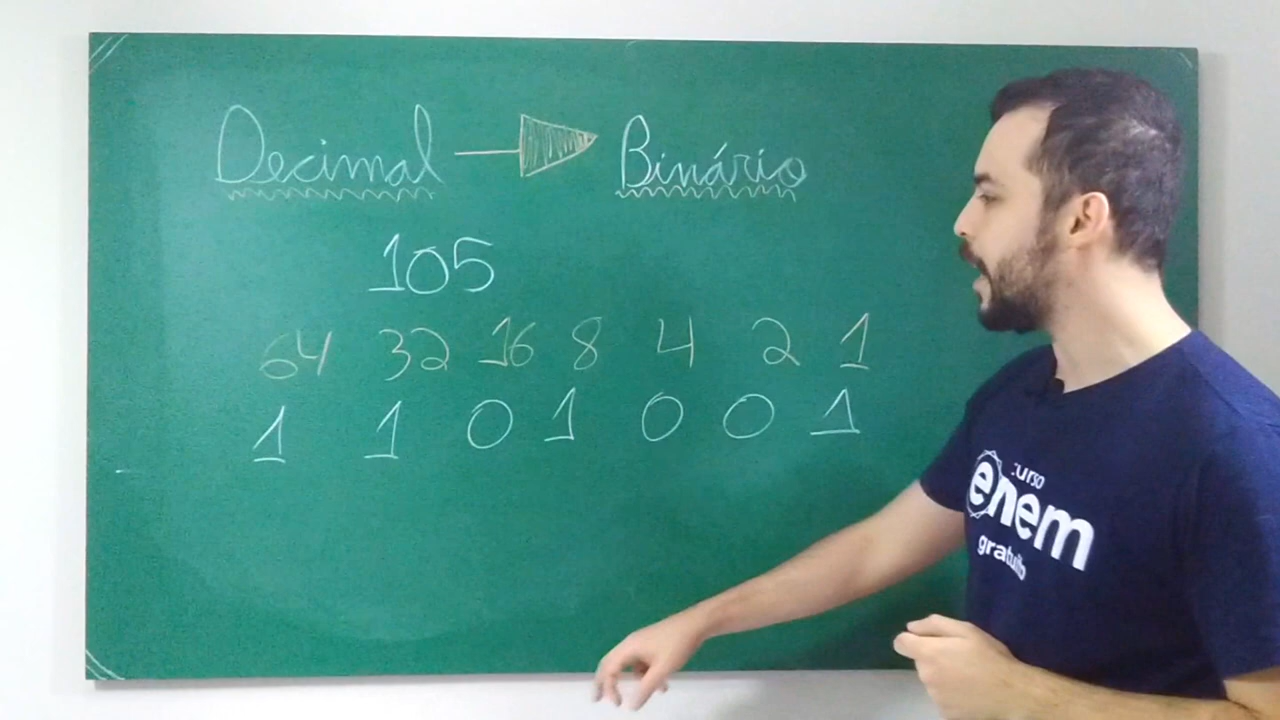 Decimal Binário
105
64 32 16 8 4 2 1
1 1 0 1 0 0 1
curso
enem
gratuito